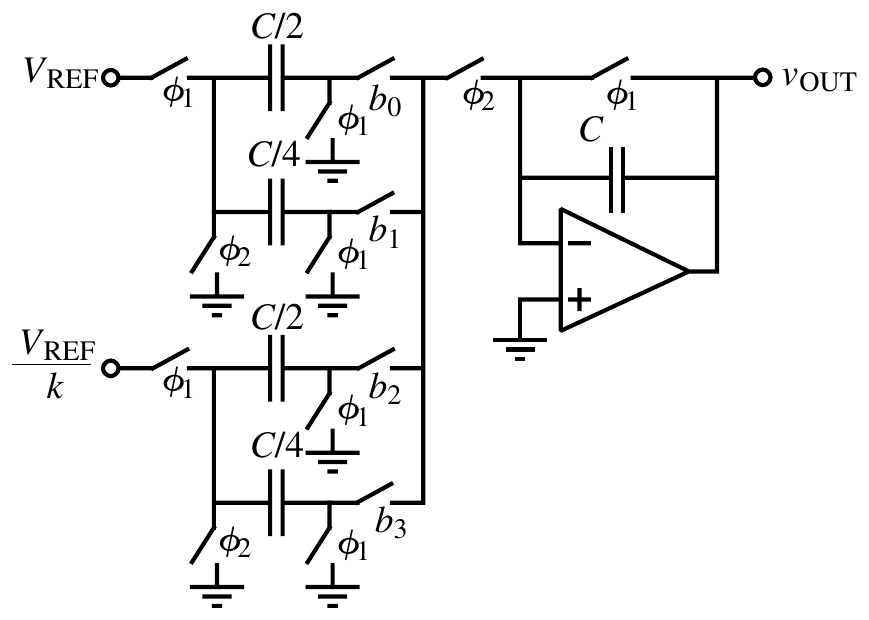 C/2
V_REF ϕ₁ b₀ ϕ₂ ϕ₁ v_OUT
ϕ₁
C/4 C
b₁
ϕ₂ ϕ₁ −
C/2 +
V_REF/k ϕ₁ b₂
ϕ₁
C/4
b₃
ϕ₂ ϕ₁